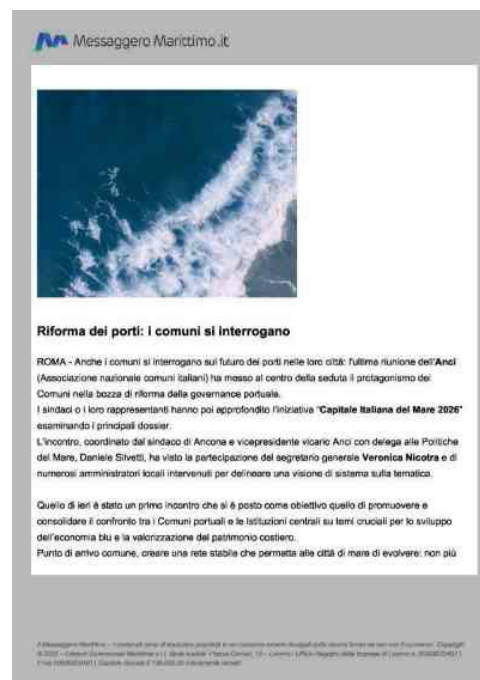 Messaggero Marittimo.it
Riforma dei porti: i comuni si interrogano
ROMA - Anche i comuni si interrogano sul futuro dei porti nelle loro città: l'ultima riunione dell'Anci
(Associazione nazionale comuni italiani) ha messo al centro della seduta il protagonismo dei
Comuni nella bozza di riforma della governance portuale.
I sindaci o i loro rappresentanti hanno poi approfondito l'iniziativa "Capitale Italiana del Mare 2026"
esaminando i principali dossier.
L'incontro, coordinato dal sindaco di Ancona e vicepresidente vicario Anci con delega alle Politiche
del Mare, Daniele Silvetti, ha visto la partecipazione del segretario generale Veronica Nicotra e di
numerosi amministratori locali intervenuti per delineare una visione di sistema sulla tematica.
Quello di ieri è stato un primo incontro che si è posto come obiettivo quello di promuovere e
consolidare il confronto tra i Comuni portuali e le Istituzioni centrali su temi cruciali per lo sviluppo
dell'economia blu e la valorizzazione del patrimonio costiero.
Punto di arrivo comune, creare una rete stabile che permetta alle città di mare di evolvere: non più